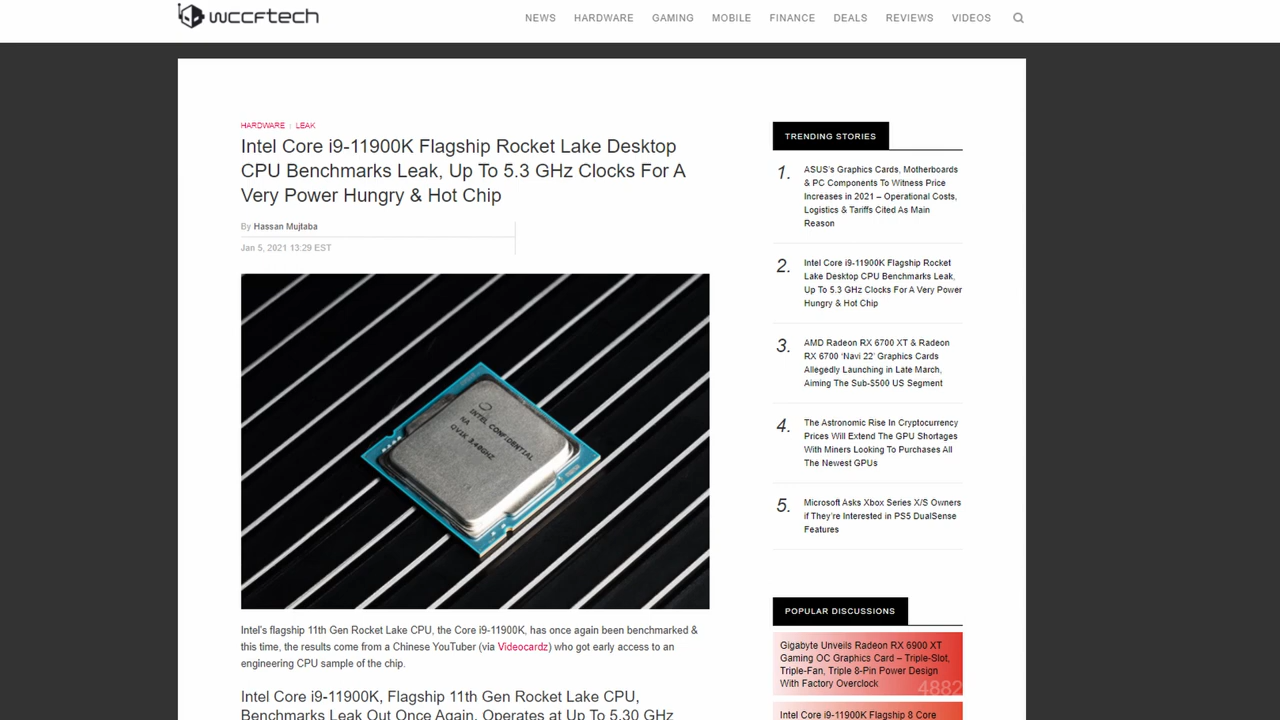 wccftech
NEWS HARDWARE GAMING MOBILE FINANCE DEALS REVIEWS VIDEOS
HARDWARE | LEAK
Intel Core i9-11900K Flagship Rocket Lake Desktop
CPU Benchmarks Leak, Up To 5.3 GHz Clocks For A
Very Power Hungry & Hot Chip
By Hassan Mujtaba
Jan 5, 2021 13:29 EST
INTEL CONFIDENTIAL
NA
QV1K 3.40GHZ
Intel's flagship 11th Gen Rocket Lake CPU, the Core i9-11900K, has once again been benchmarked &
this time, the results come from a Chinese YouTuber (via Videocardz) who got early access to an
engineering CPU sample of the chip.
Intel Core i9-11900K, Flagship 11th Gen Rocket Lake CPU,
Benchmarks Leak Out Once Again, Operates at Up To 5.30 GHz
TRENDING STORIES
1. ASUS's Graphics Cards, Motherboards
& PC Components To Witness Price
Increases in 2021 – Operational Costs,
Logistics & Tariffs Cited As Main
Reason
2. Intel Core i9-11900K Flagship Rocket
Lake Desktop CPU Benchmarks Leak,
Up To 5.3 GHz Clocks For A Very Power
Hungry & Hot Chip
3. AMD Radeon RX 6700 XT & Radeon
RX 6700 'Navi 22' Graphics Cards
Allegedly Launching in Late March,
Aiming The Sub-$500 US Segment
4. The Astronomic Rise In Cryptocurrency
Prices Will Extend The GPU Shortages
With Miners Looking To Purchases All
The Newest GPUs
5. Microsoft Asks Xbox Series X/S Owners
if They're Interested in PS5 DualSense
Features
POPULAR DISCUSSIONS
Gigabyte Unveils Radeon RX 6900 XT
Gaming OC Graphics Card – Triple-Slot,
Triple-Fan, Triple 8-Pin Power Design
With Factory Overclock
4882
Intel Core i9-11900K Flagship 8 Core